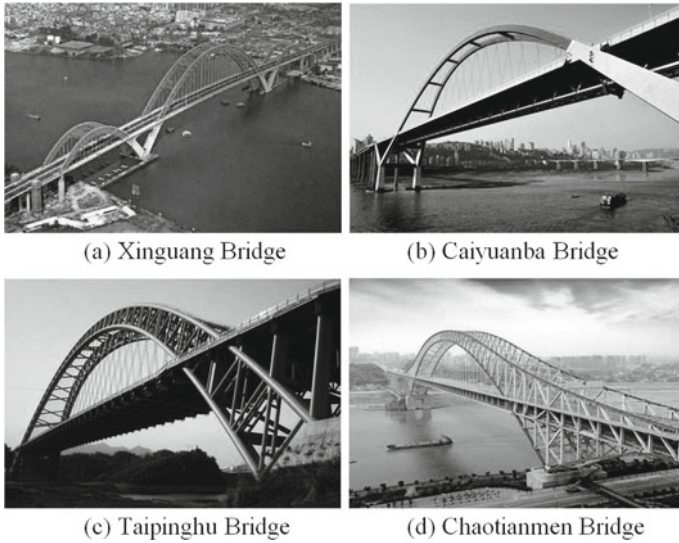 (a) Xinguang Bridge
(b) Caiyuanba Bridge
(c) Taipinghu Bridge
(d) Chaotianmen Bridge